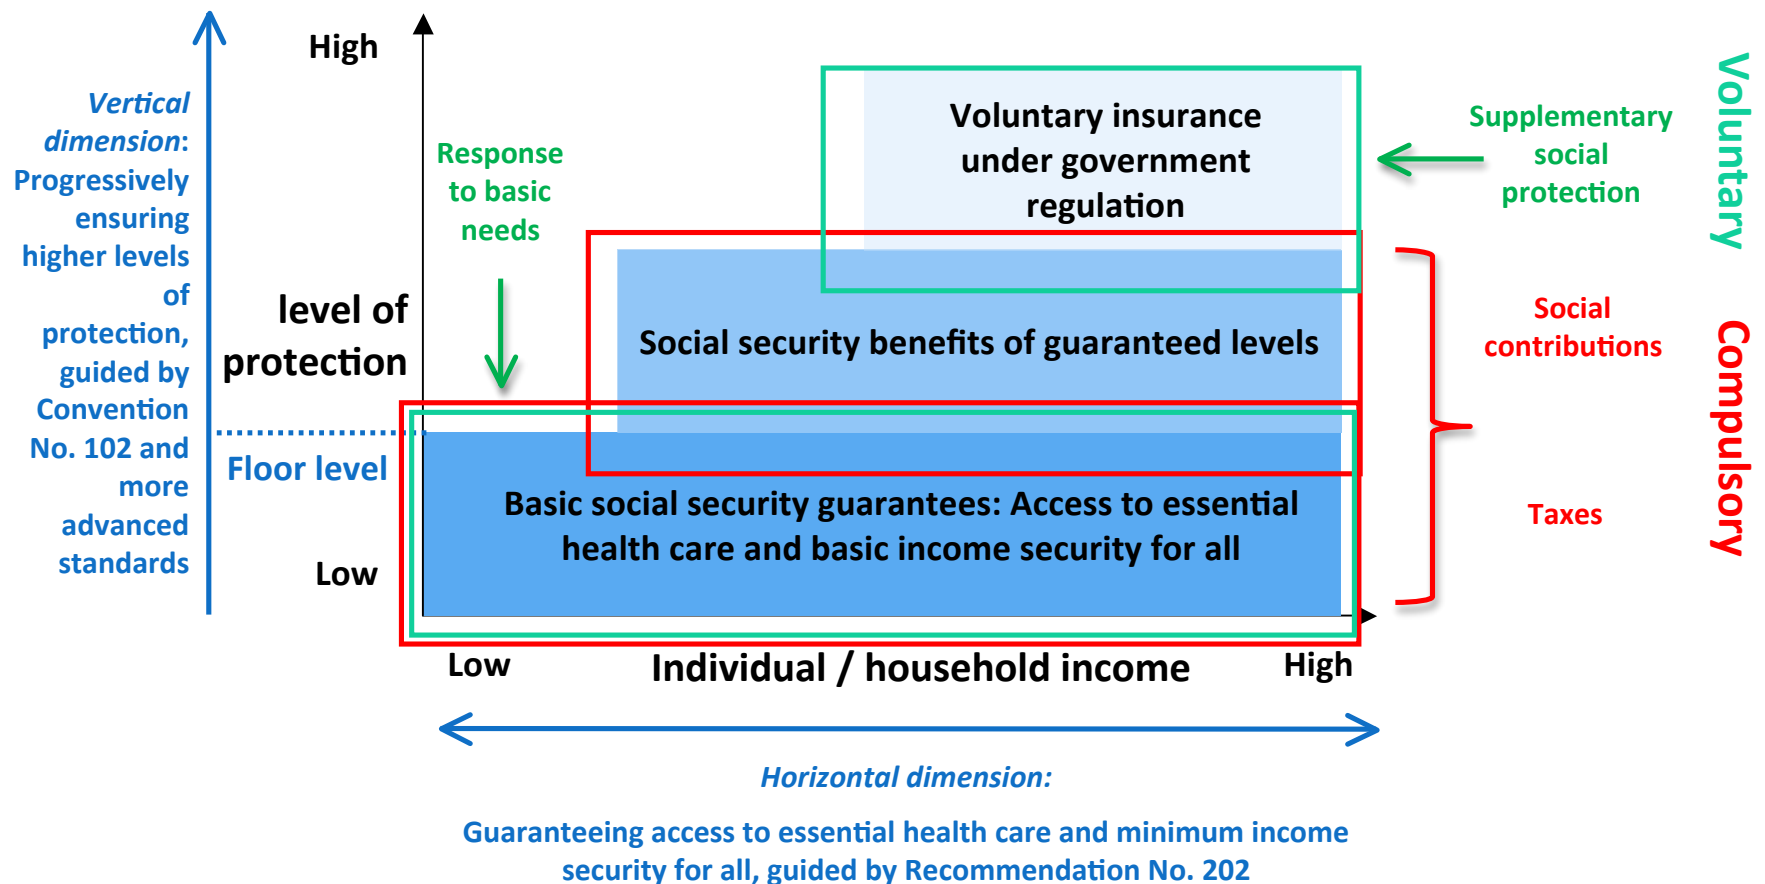 High
Vertical
dimension:
Progressively
ensuring
higher levels
of
protection,
guided by
Convention
No. 102 and
more
advanced
standards
Response
to basic
needs
level of
protection
Floor level
Low
Voluntary insurance
under government
regulation
Social security benefits of guaranteed levels
Basic social security guarantees: Access to essential
health care and basic income security for all
Supplementary
social
protection
Social
contributions
Taxes
Voluntary
Compulsory
Low
Individual / household income
High
Horizontal dimension:
Guaranteeing access to essential health care and minimum income
security for all, guided by Recommendation No. 202